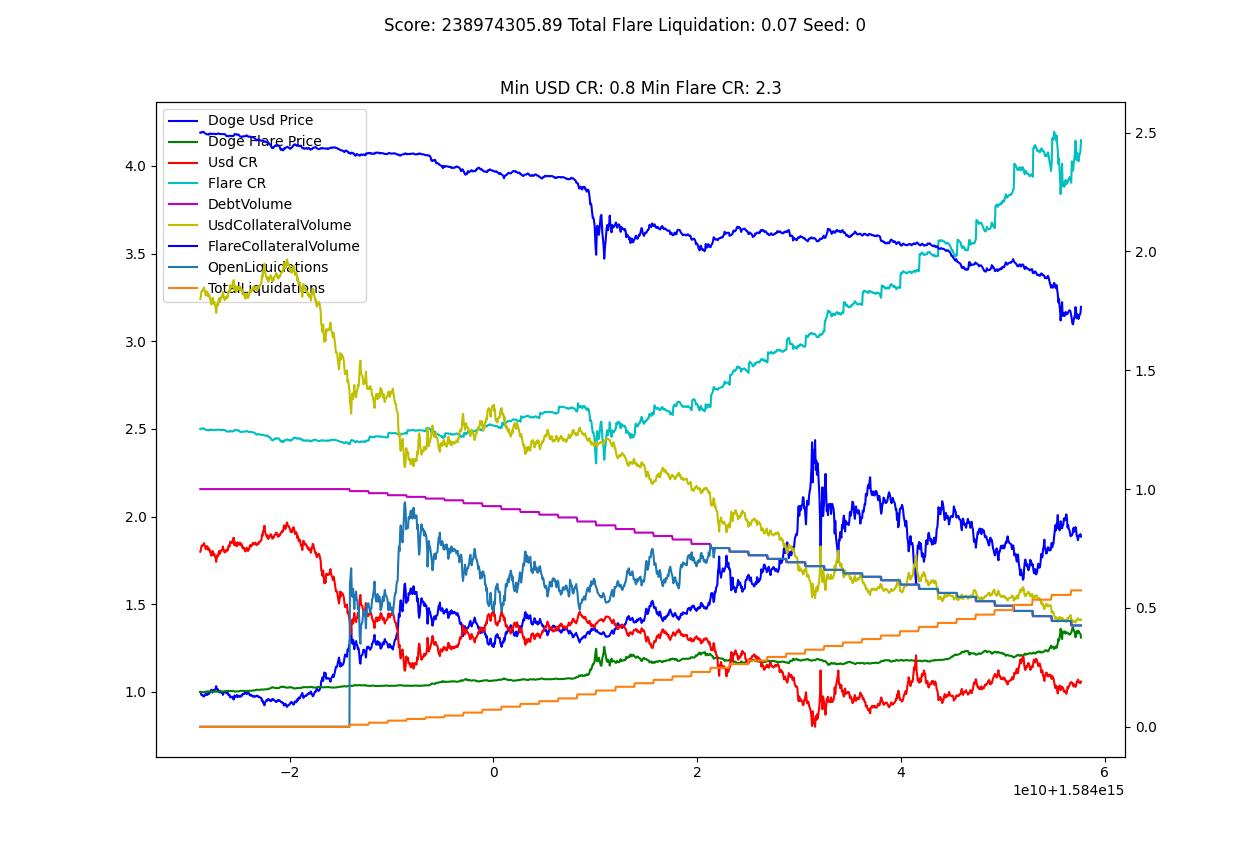 Score: 238974305.89 Total Flare Liquidation: 0.07 Seed: 0
Min USD CR: 0.8 Min Flare CR: 2.3
Doge Usd Price
Doge Flare Price
Usd CR
Flare CR
DebtVolume
UsdCollateralVolume
FlareCollateralVolume
OpenLiquidations
TotalLiquidations
4.0
3.5
3.0
2.5
2.0
1.5
1.0
2.5
2.0
1.5
1.0
0.5
0.0
−2
0
2
4
6
1e10+1.584e15